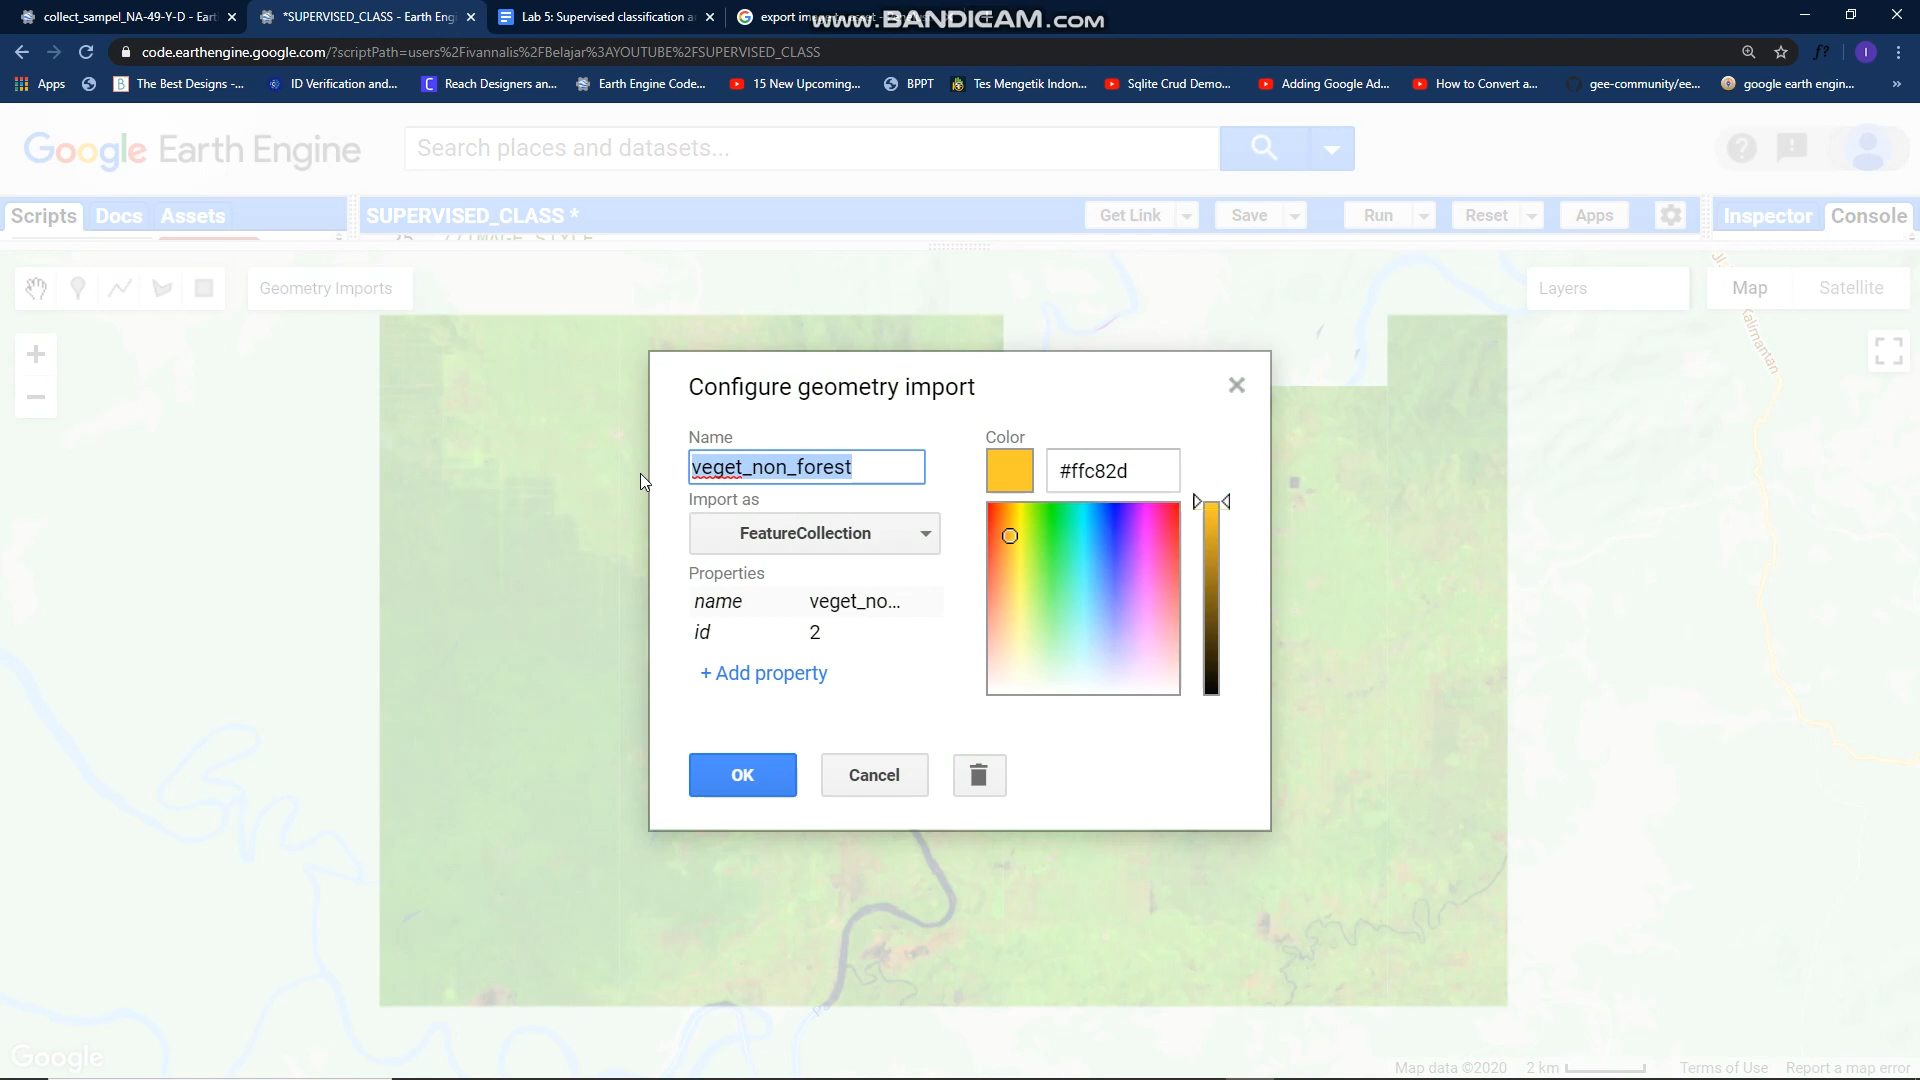 collect_sampel_NA-49-Y-D - Eart
*SUPERVISED_CLASS - Earth Eng
Lab 5: Supervised classification a
export
www.BANDICAM.com
code.earthengine.google.com/?scriptPath=users%2Fivannalis%2FBelajar%3AYOUTUBE%2FSUPERVISED_CLASS
f?
I
Apps
The Best Designs -...
ID Verification and...
Reach Designers an...
Earth Engine Code...
15 New Upcoming...
BPPT
Tes Mengetik Indon...
Sqlite Crud Demo...
Adding Google Ad...
How to Convert a...
gee-community/ee...
google earth engin...
»
Google Earth Engine
Search places and datasets...
Scripts
Docs
Assets
SUPERVISED_CLASS *
Get Link
Save
Run
Reset
Apps
Inspector
Console
Geometry Imports
Layers
Map
Satellite
Kalimantan
Configure geometry import
Name
veget_non_forest
Import as
FeatureCollection
Properties
name veget_no...
id 2
+ Add property
Color
#ffc82d
OK
Cancel
Google
Map data ©2020
2 km
Terms of Use
Report a map error